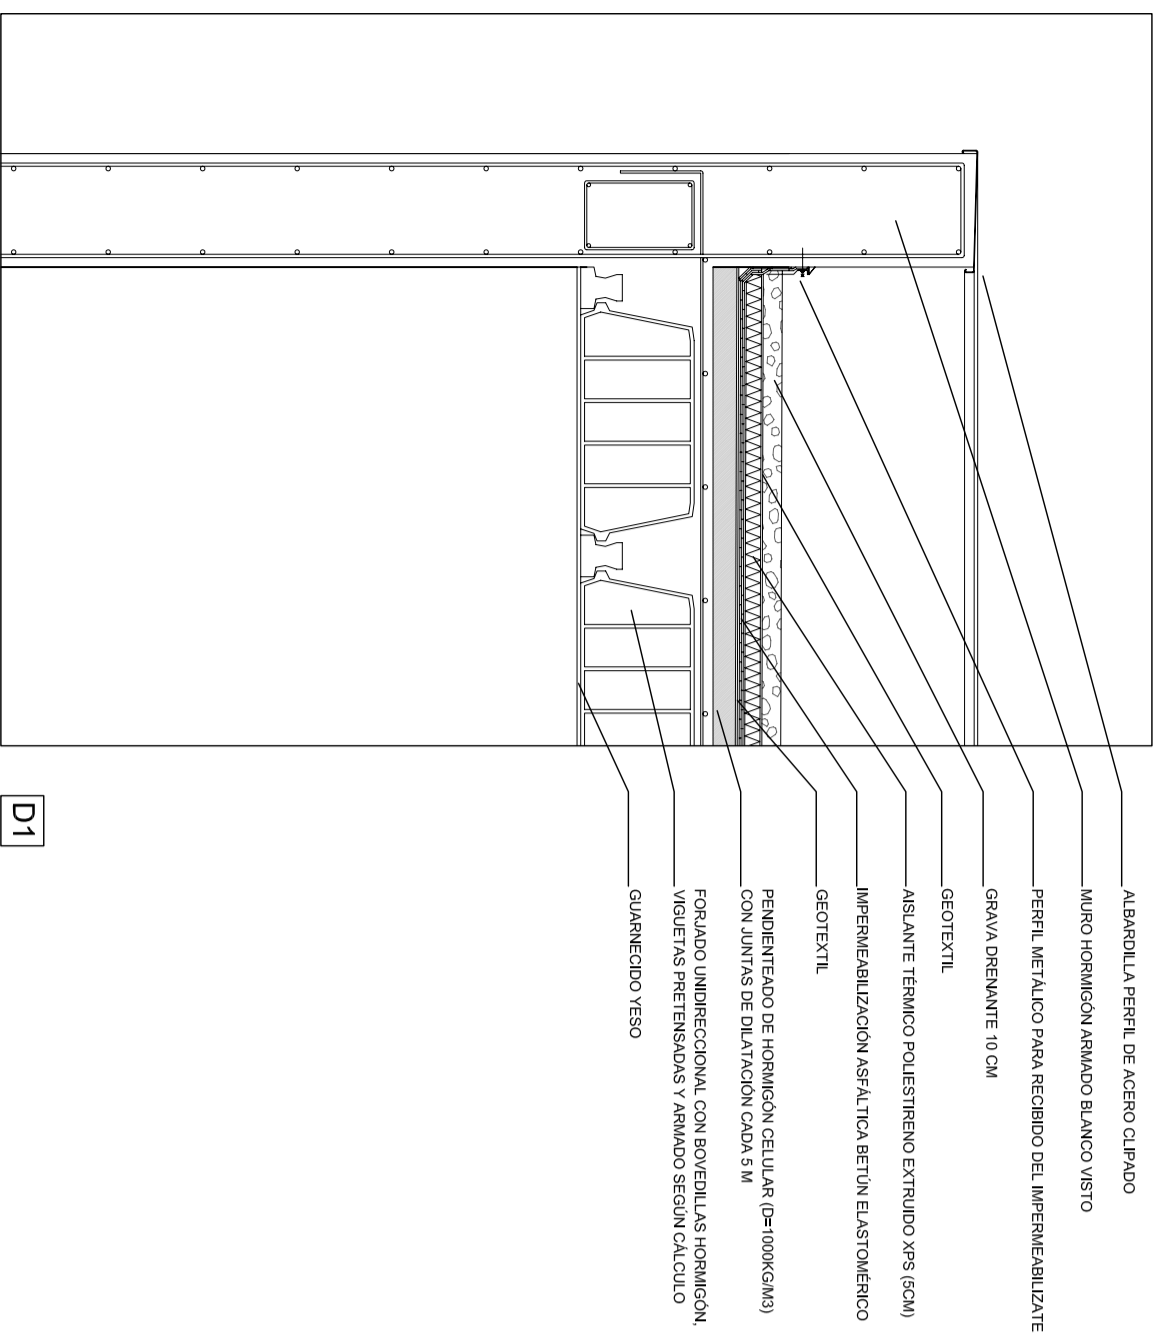 ALBARDILLA PERFIL DE ACERO CLIPADO
MURO HORMIGÓN ARMADO BLANCO VISTO
PERFIL METÁLICO PARA RECIBIDO DEL IMPERMEABILIZATE
GRAVA DRENANTE 10 CM
GEOTEXTIL
AISLANTE TÉRMICO POLIESTIRENO EXTRUIDO XPS (5CM)
IMPERMEABILIZACIÓN ASFÁLTICA BETÚN ELASTOMÉRICO
GEOTEXTIL
PENDIENTEADO DE HORMIGÓN CELULAR (D=1000KG/M3)
CON JUNTAS DE DILATACIÓN CADA 5 M
FORJADO UNIDIRECCIONAL CON BOVEDILLAS HORMIGÓN,
VIGUETAS PRETENSADAS Y ARMADO SEGÚN CÁLCULO
GUARNECIDO YESO
D1